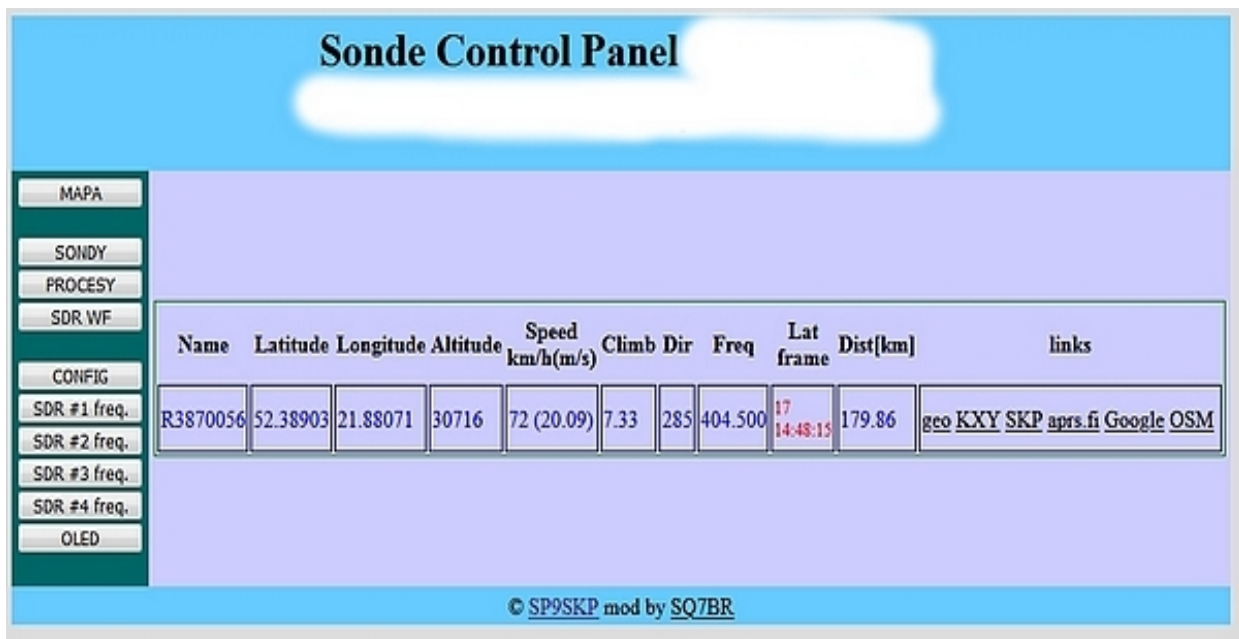 Sonde Control Panel
MAPA
SONDY
PROCESY
SDR WF
CONFIG
SDR #1 freq.
SDR #2 freq.
SDR #3 freq.
SDR #4 freq.
OLED
Name Latitude Longitude Altitude Speed km/h(m/s) Climb Dir Freq Lat frame Dist[km] links
R3870056 52.38903 21.88071 30716 72 (20.09) 7.33 285 404.500 17 14:48:15 179.86 geo KXY SKP aprs.fi Google OSM
© SP9SKP mod by SQ7BR